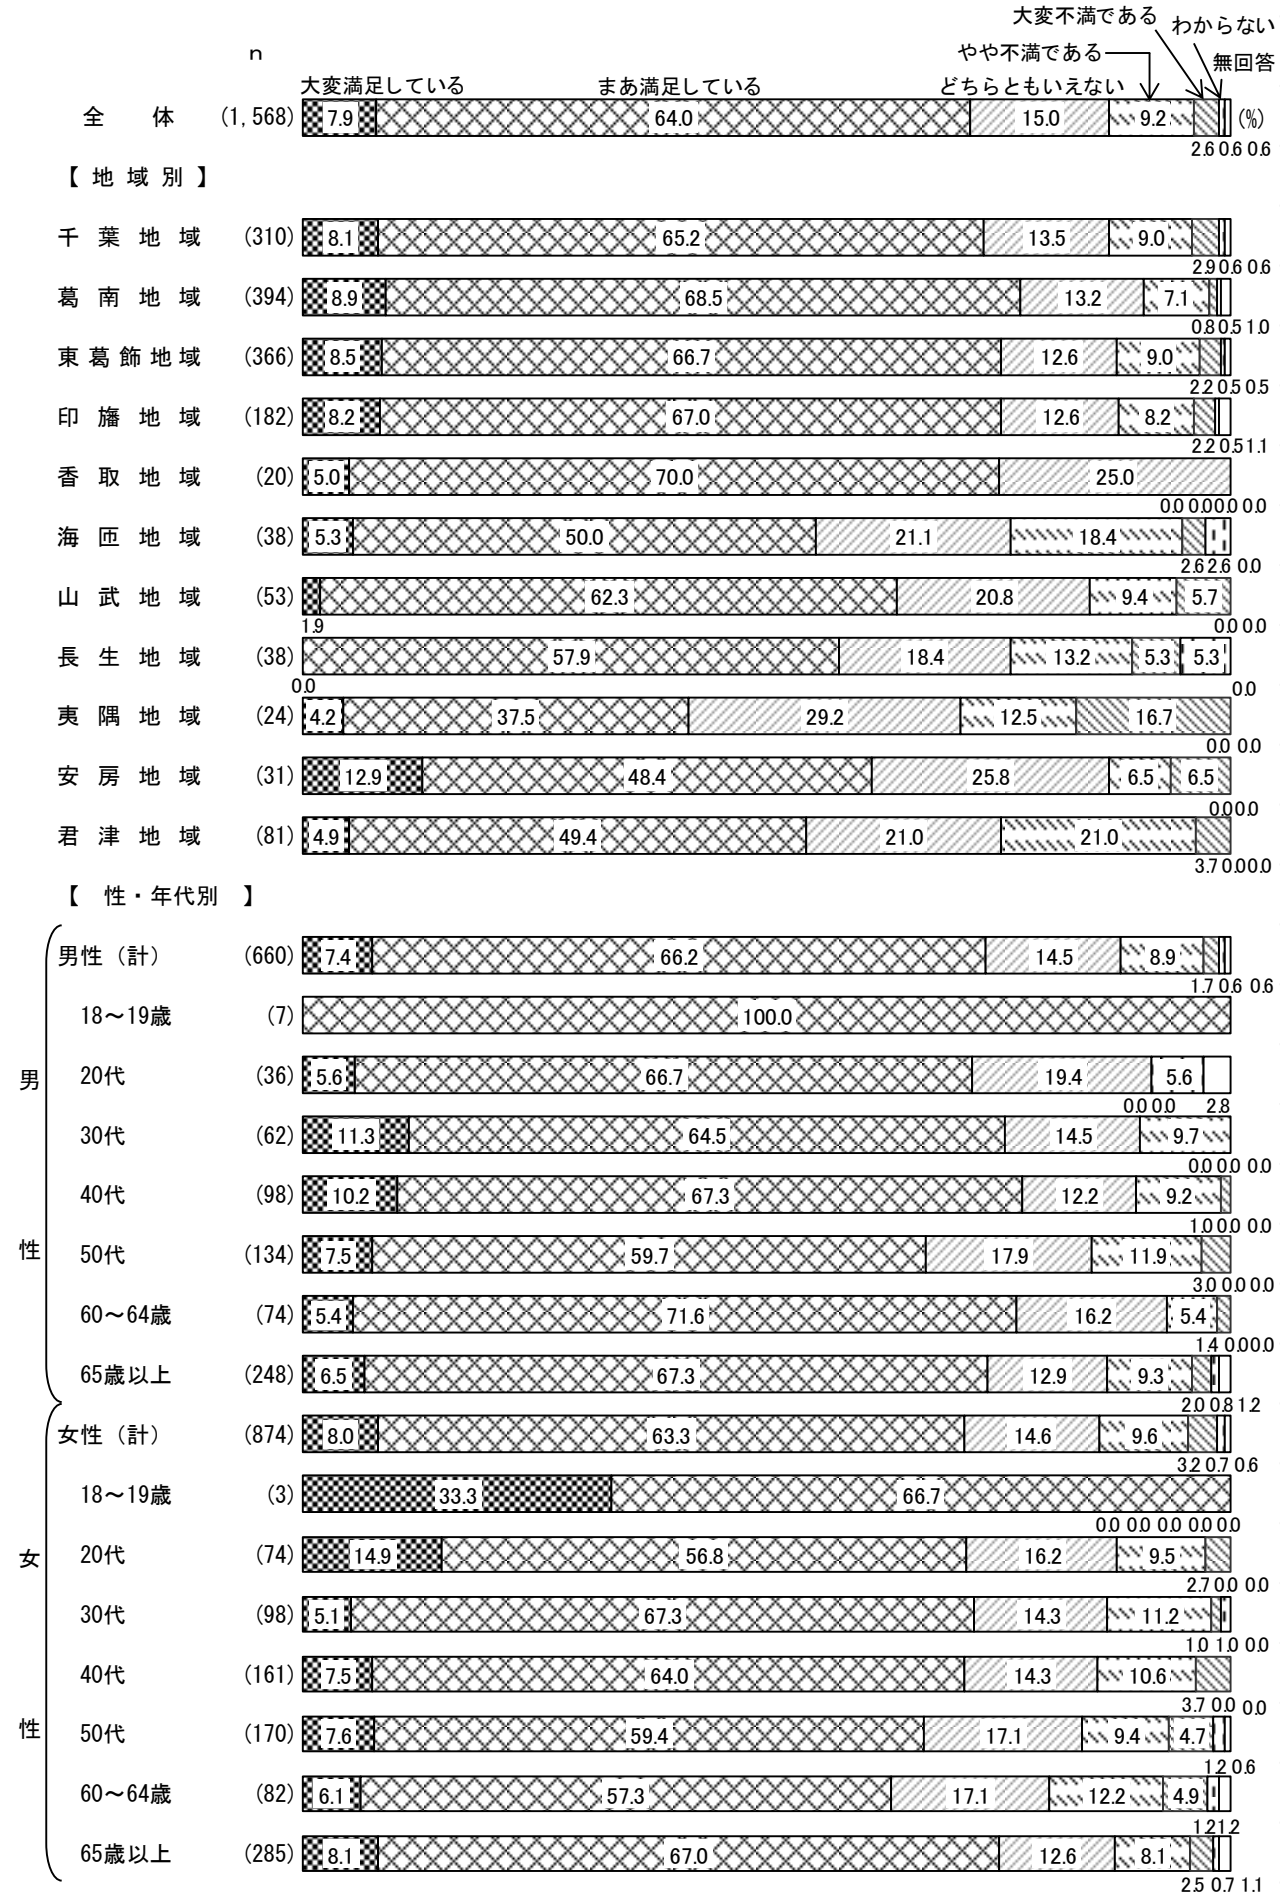 大変不満である
わからない
n
やや不満である
無回答
大変満足している まあ満足している どちらともいえない
全 体 (1,568) 7.9 64.0 15.0 9.2 (%)
2.6 0.6 0.6
【 地 域 別 】
千 葉 地 域 (310) 8.1 65.2 13.5 9.0
2.9 0.6 0.6
葛 南 地 域 (394) 8.9 68.5 13.2 7.1
0.8 0.5 1.0
東 葛 飾 地 域 (366) 8.5 66.7 12.6 9.0
2.2 0.5 0.5
印 旛 地 域 (182) 8.2 67.0 12.6 8.2
2.2 0.5 1.1
香 取 地 域 (20) 5.0 70.0 25.0
0.0 0.0 0.0 0.0
海 匝 地 域 (38) 5.3 50.0 21.1 18.4
2.6 2.6 0.0
山 武 地 域 (53) 62.3 20.8 9.4 5.7
1.9 0.0 0.0
長 生 地 域 (38) 57.9 18.4 13.2 5.3 5.3
0.0 0.0
夷 隅 地 域 (24) 4.2 37.5 29.2 12.5 16.7
0.0 0.0
安 房 地 域 (31) 12.9 48.4 25.8 6.5 6.5
0.0 0.0
君 津 地 域 (81) 4.9 49.4 21.0 21.0
3.7 0.0 0.0
【 性・年代別 】
男性（計） (660) 7.4 66.2 14.5 8.9
1.7 0.6 0.6
18～19歳 (7) 100.0
男
20代 (36) 5.6 66.7 19.4 5.6
0.0 0.0 2.8
30代 (62) 11.3 64.5 14.5 9.7
0.0 0.0 0.0
40代 (98) 10.2 67.3 12.2 9.2
1.0 0.0 0.0
性
50代 (134) 7.5 59.7 17.9 11.9
3.0 0.0 0.0
60～64歳 (74) 5.4 71.6 16.2 5.4
1.4 0.0 0.0
65歳以上 (248) 6.5 67.3 12.9 9.3
2.0 0.8 1.2
女性（計） (874) 8.0 63.3 14.6 9.6
3.2 0.7 0.6
18～19歳 (3) 33.3 66.7
0.0 0.0 0.0 0.0 0.0
女
20代 (74) 14.9 56.8 16.2 9.5
2.7 0.0 0.0
30代 (98) 5.1 67.3 14.3 11.2
1.0 1.0 0.0
40代 (161) 7.5 64.0 14.3 10.6
3.7 0.0 0.0
性
50代 (170) 7.6 59.4 17.1 9.4 4.7
1.2 0.6
60～64歳 (82) 6.1 57.3 17.1 12.2 4.9
1.2 1.2
65歳以上 (285) 8.1 67.0 12.6 8.1
2.5 0.7 1.1